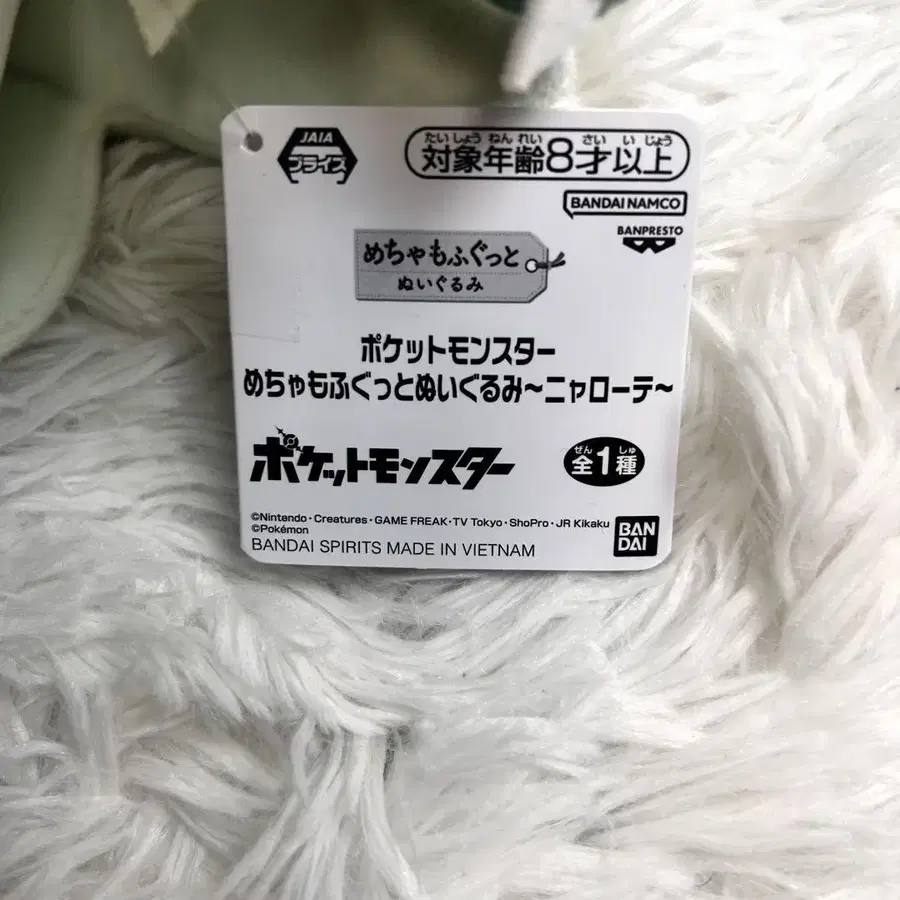 JAIA
プライズ
たいしょう ねん れい さい い じょう
対象年齢8才以上
BANDAI NAMCO
BANPRESTO
めちゃもふぐっと
ぬいぐるみ
ポケットモンスター
めちゃもふぐっとぬいぐるみ~ニャローテ~
ポケットモンスター
ぜん しゅ
全1種
©Nintendo・Creatures・GAME FREAK・TV Tokyo・ShoPro・JR Kikaku
©Pokémon
BANDAI SPIRITS MADE IN VIETNAM
BAN
DAI